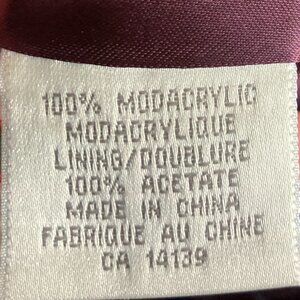 100% MODACRYLIC
MODACRYLIQUE
LINING/DOUBLURE
100% ACETATE
MADE IN CHINA
FABRIQUE AU CHINE
CA 14139